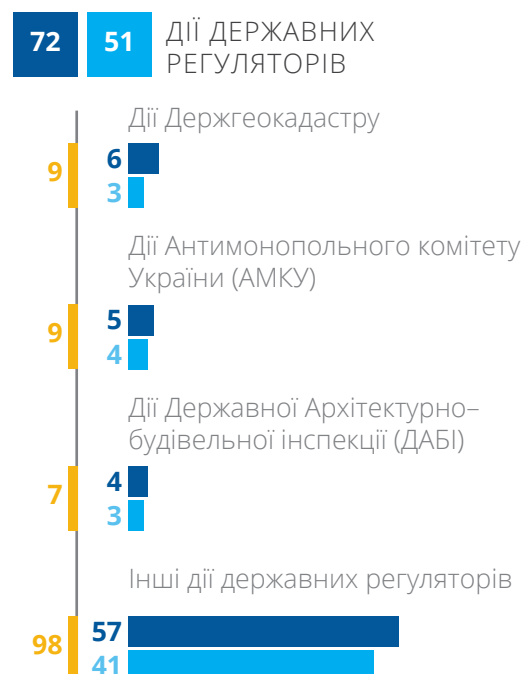 72 51 ДІЇ ДЕРЖАВНИХ
РЕГУЛЯТОРІВ
Дії Держгеокадастру
9
6
3
Дії Антимонопольного комітету
України (АМКУ)
9
5
4
Дії Державної Архітектурно–
будівельної інспекції (ДАБІ)
7
4
3
Інші дії державних регуляторів
98
57
41